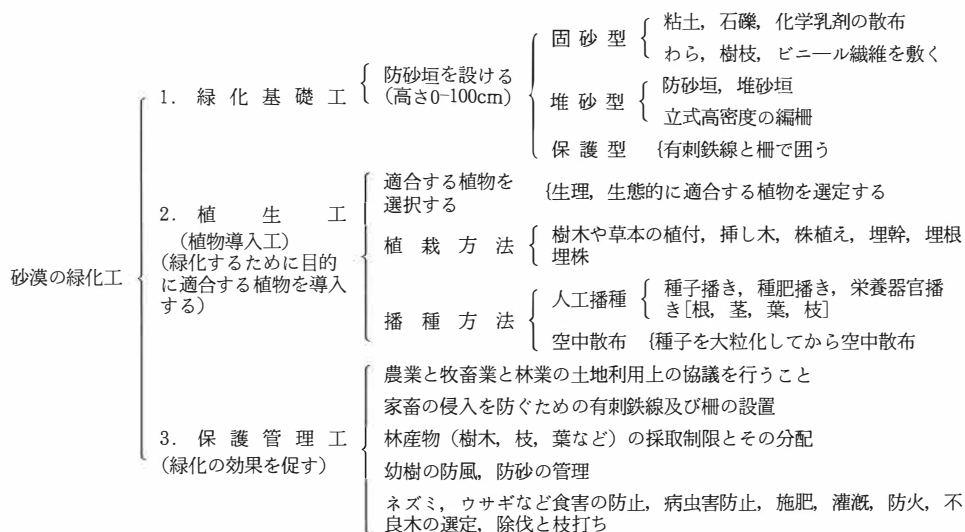 砂漠の緑化工
1. 緑化基礎工
防砂垣を設ける
(高さ0-100cm)
固砂型
粘土，石礫，化学乳剤の散布
わら，樹枝，ビニール繊維を敷く
堆砂型
防砂垣，堆砂垣
立式高密度の編柵
保護型
有刺鉄線と柵で囲う
2. 植生工
(植物導入工)
(緑化するために目的
に適合する植物を導入
する)
適合する植物を
選択する
生理，生態的に適合する植物を選定する
植栽方法
樹木や草本の植付，挿し木，株植え，埋幹，埋根
埋株
播種方法
人工播種
種子播き，種肥播き，栄養器官播
き[根，茎，葉，枝]
空中散布
種子を大粒化してから空中散布
3. 保護管理工
(緑化の効果を促す)
農業と牧畜業と林業の土地利用上の協議を行うこと
家畜の侵入を防ぐための有刺鉄線及び柵の設置
林産物（樹木，枝，葉など）の採取制限とその分配
幼樹の防風，防砂の管理
ネズミ，ウサギなど食害の防止，病虫害防止，施肥，灌漑，防火，不
良木の選定，除伐と枝打ち